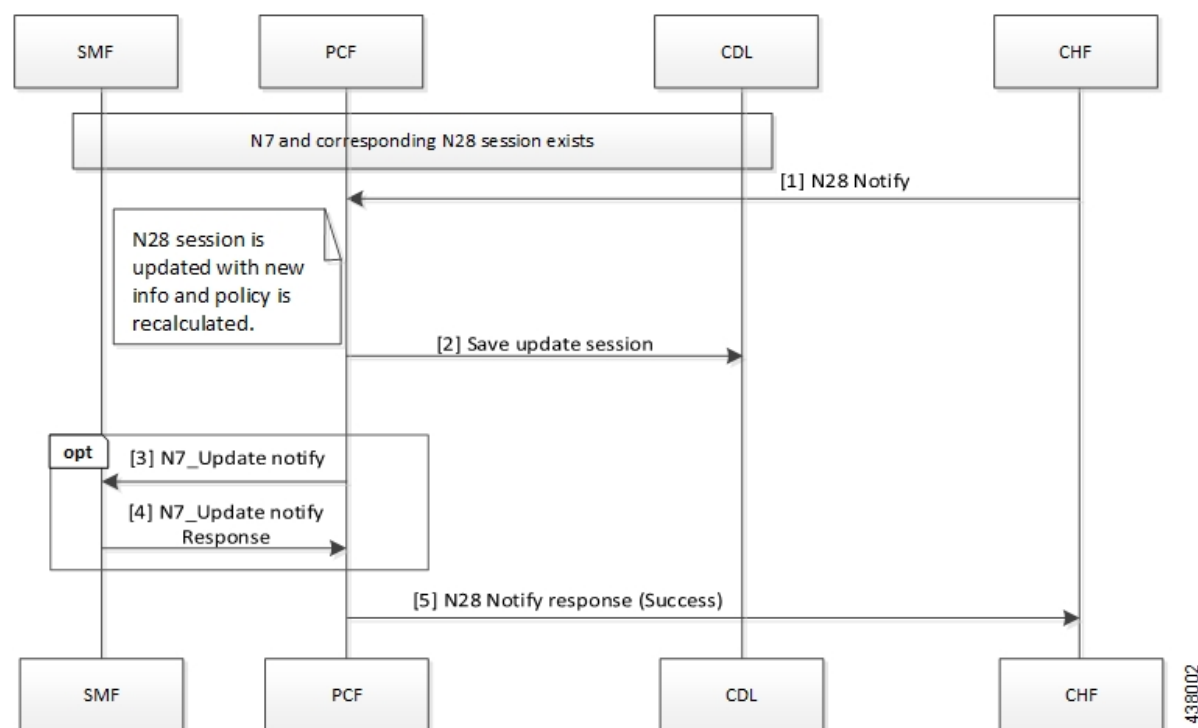 SMF
PCF
CDL
CHF
N7 and corresponding N28 session exists
[1] N28 Notify
N28 session is
updated with new
info and policy is
recalculated.
[2] Save update session
opt
[3] N7_Update notify
[4] N7_Update notify
Response
[5] N28 Notify response (Success)
SMF
PCF
CDL
CHF
438002